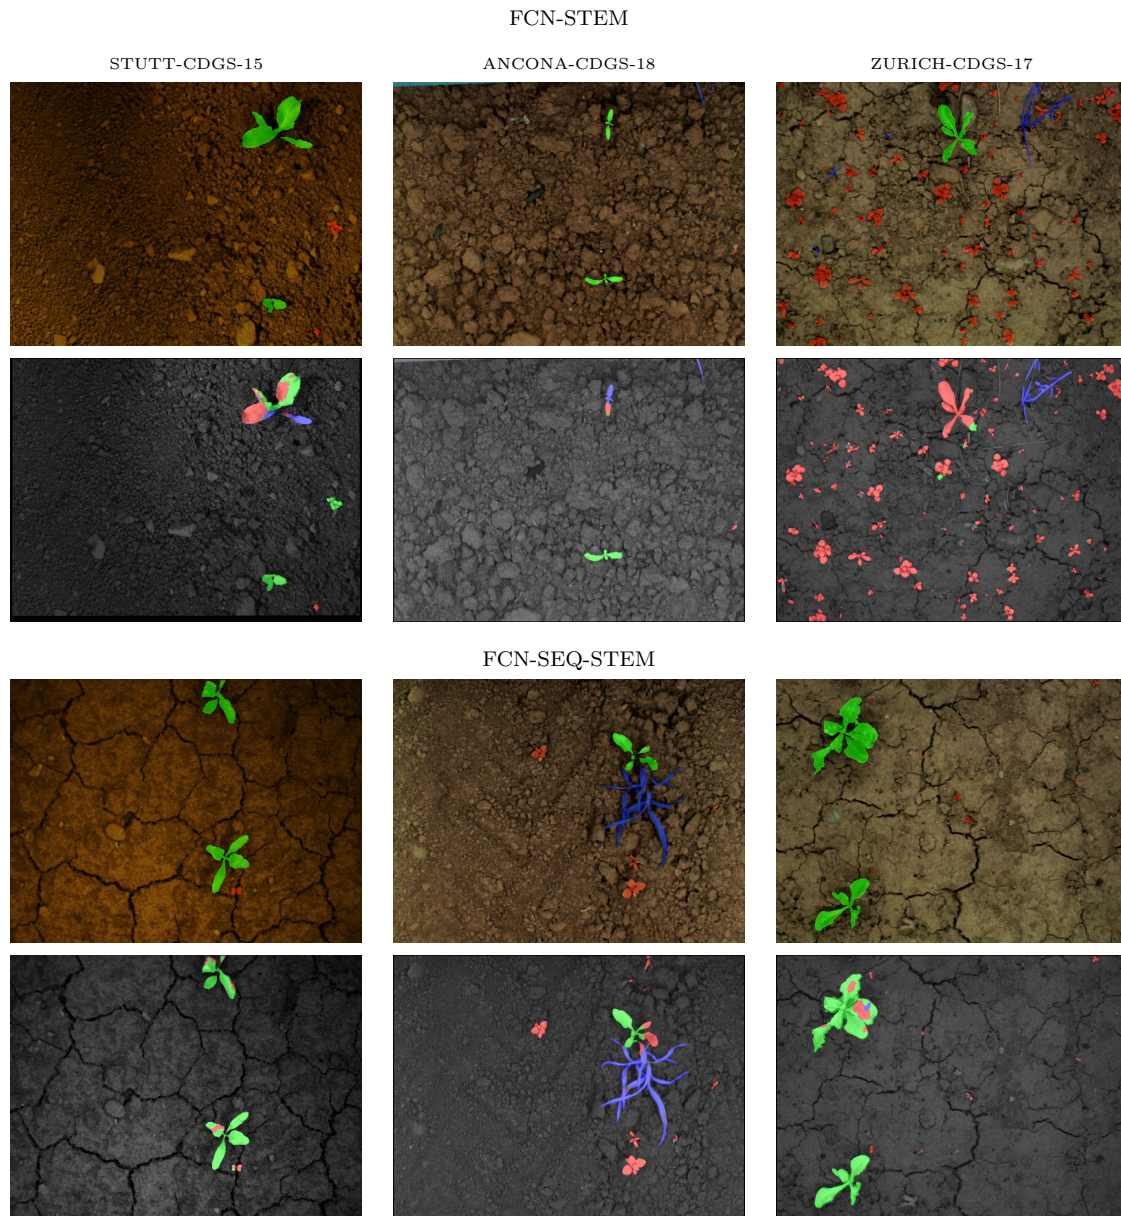 FCN-STEM
STUTT-CDGS-15
ANCONA-CDGS-18
ZURICH-CDGS-17
FCN-SEQ-STEM